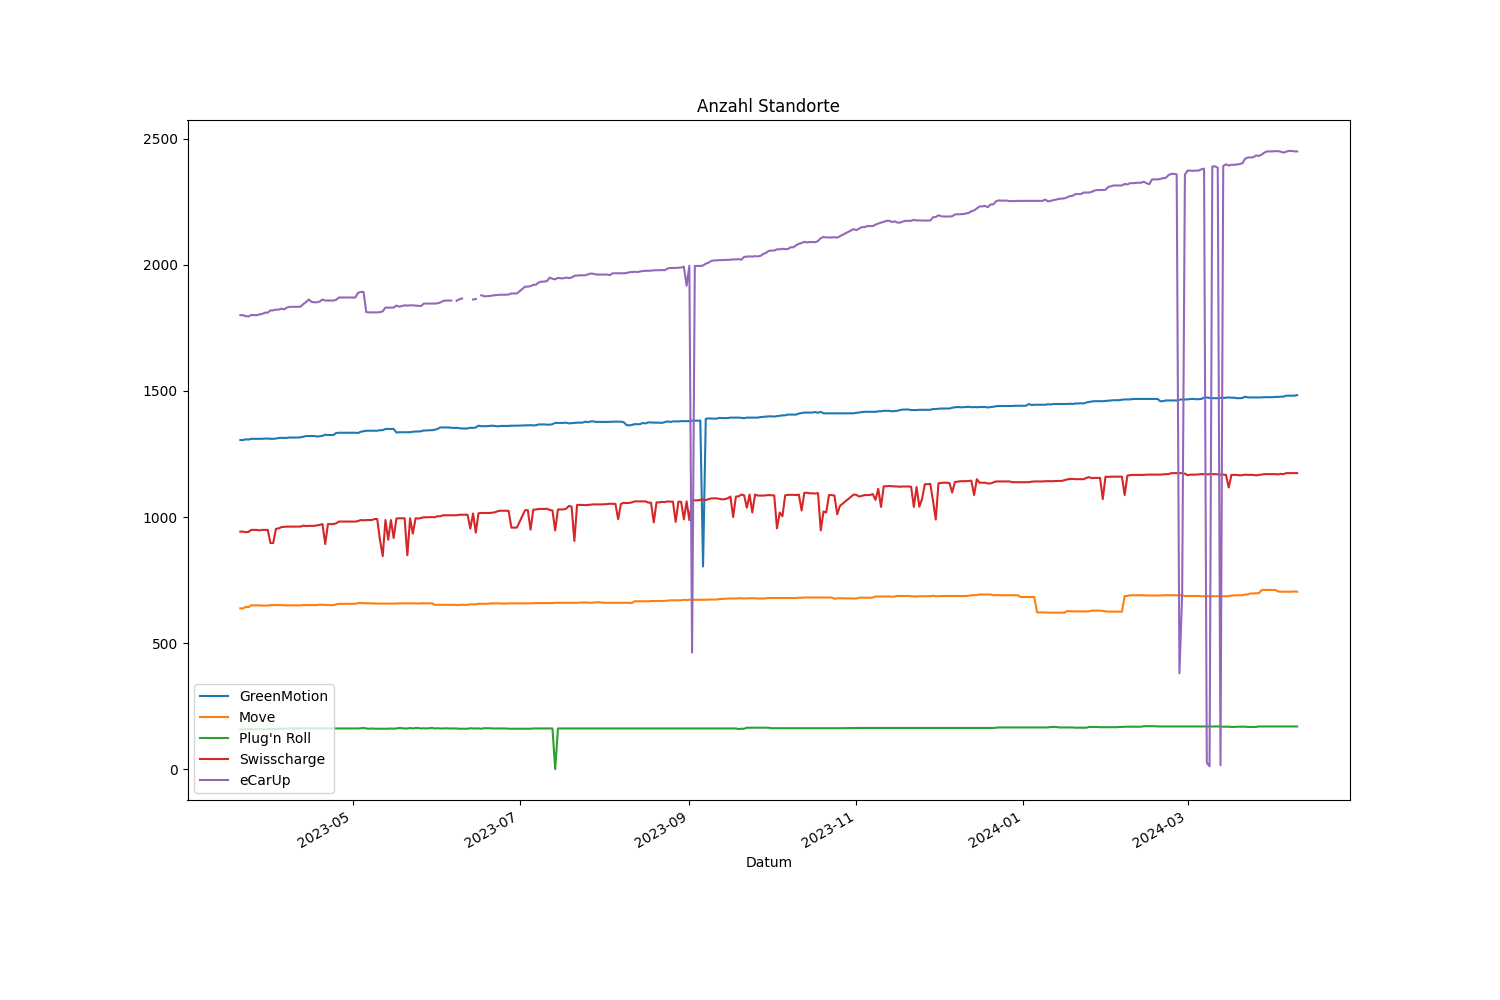 Anzahl Standorte
2500
2000
1500
1000
500
0
GreenMotion
Move
Plug'n Roll
Swisscharge
eCarUp
2023-05
2023-07
2023-09
2023-11
2024-01
2024-03
Datum